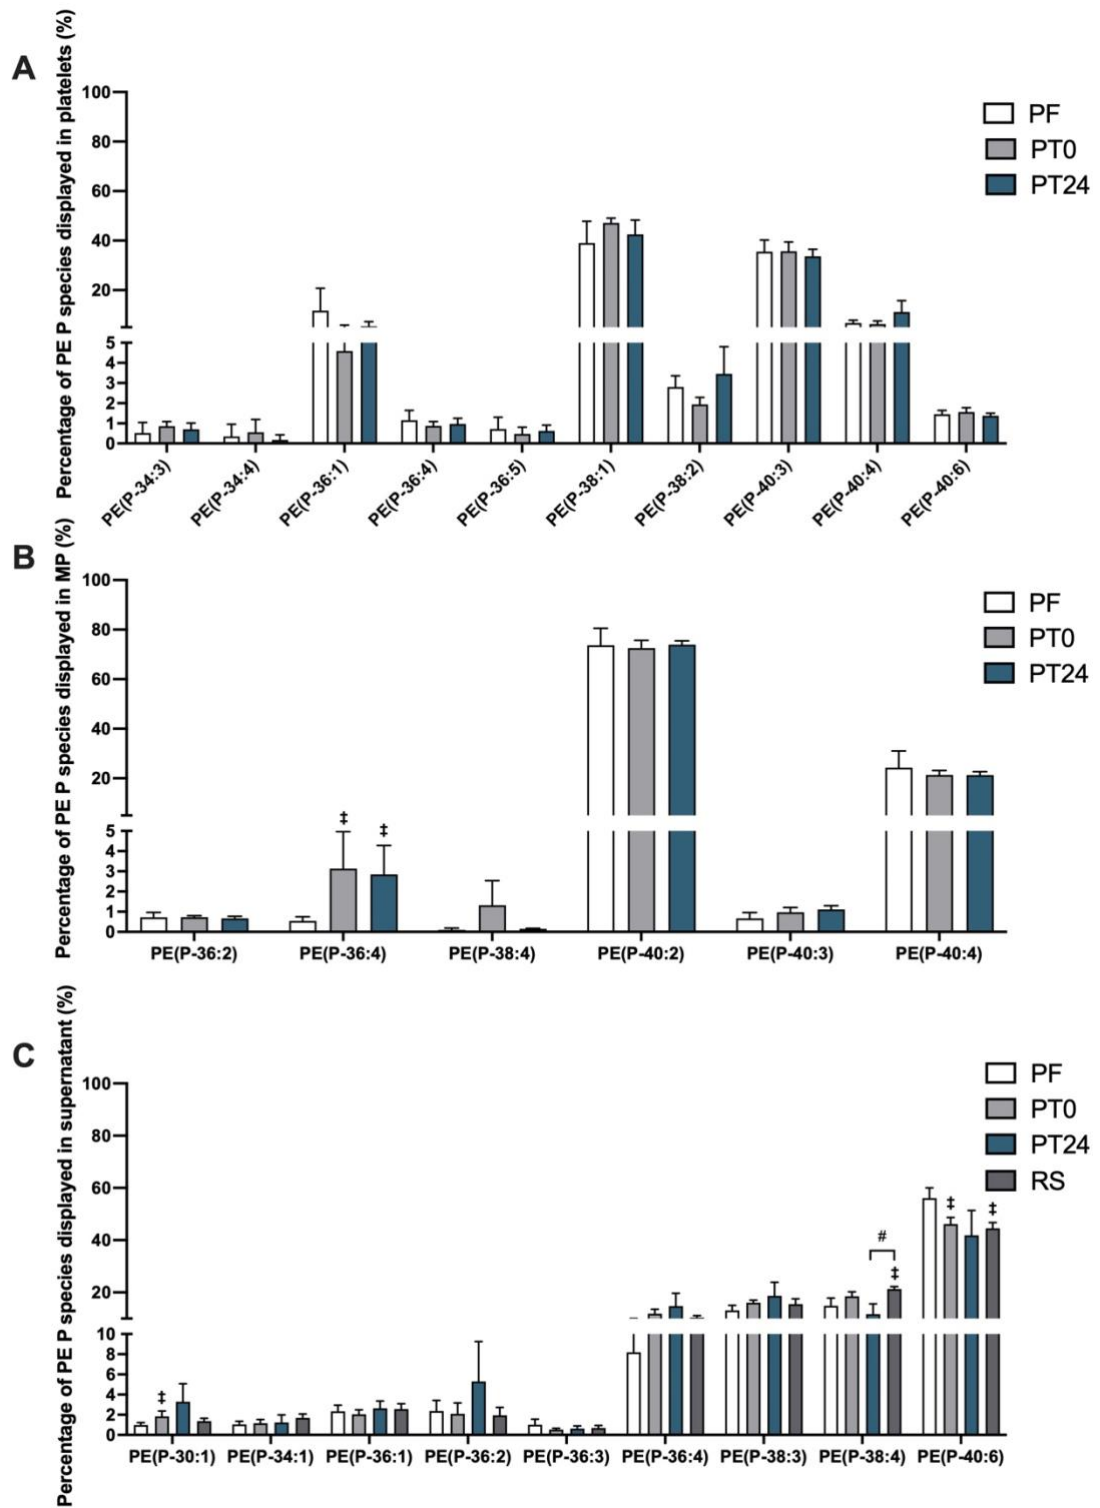 A
Percentage of PE P species displayed in platelets (%)
100
80
60
40
20
5
4
3
2
1
0
PF
PT0
PT24
PE(P-34:3)
PE(P-34:4)
PE(P-36:1)
PE(P-36:4)
PE(P-36:5)
PE(P-38:1)
PE(P-38:2)
PE(P-40:3)
PE(P-40:4)
PE(P-40:6)
B
Percentage of PE P species displayed in MP (%)
100
80
60
40
20
5
4
3
2
1
0
‡
‡
PF
PT0
PT24
PE(P-36:2)
PE(P-36:4)
PE(P-38:4)
PE(P-40:2)
PE(P-40:3)
PE(P-40:4)
C
Percentage of PE P species displayed in supernatant (%)
100
80
60
40
20
10
8
6
4
2
0
PF
PT0
PT24
RS
‡
#
‡
‡
‡
PE(P-30:1)
PE(P-34:1)
PE(P-36:1)
PE(P-36:2)
PE(P-36:3)
PE(P-36:4)
PE(P-38:3)
PE(P-38:4)
PE(P-40:6)